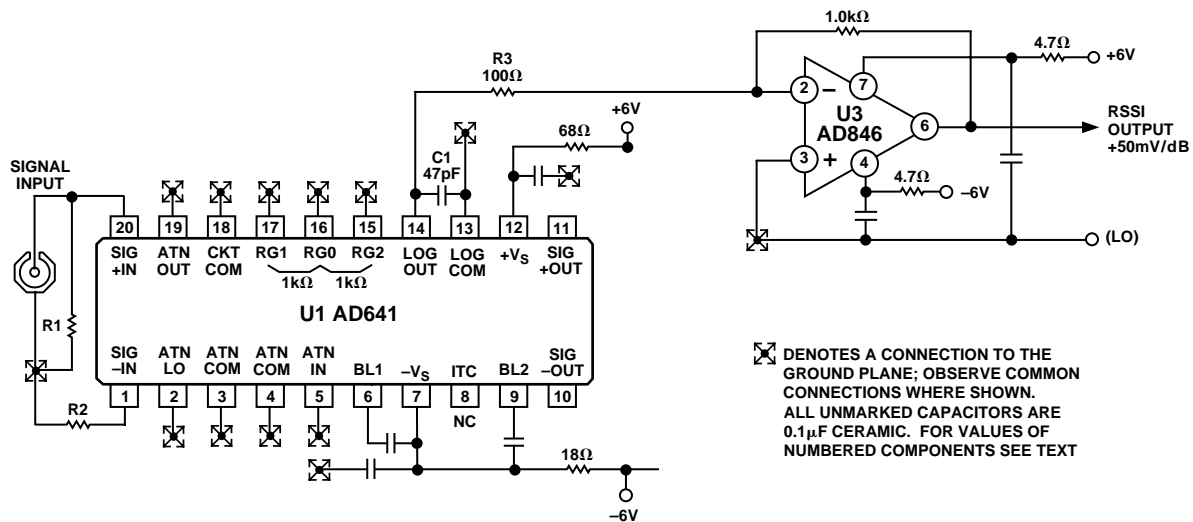 1.0kΩ
4.7Ω
+6V
R3
100Ω
2
–
7
+6V
U3
AD846
6
RSSI
OUTPUT
+50mV/dB
68Ω
3
+
4
C1
47pF
4.7Ω
–6V
SIGNAL
INPUT
(LO)
20 19 18 17 16 15 14 13 12 11
SIG ATN CKT RG1 RG0 RG2 LOG LOG +VS SIG
+IN OUT COM OUT COM +OUT
1kΩ 1kΩ
U1 AD641
R1
SIG ATN ATN ATN ATN BL1 –VS ITC BL2 SIG
–IN LO COM COM IN –OUT
1 2 3 4 5 6 7 8 9 10
R2
NC
18Ω
–6V
DENOTES A CONNECTION TO THE
GROUND PLANE; OBSERVE COMMON
CONNECTIONS WHERE SHOWN.
ALL UNMARKED CAPACITORS ARE
0.1µF CERAMIC. FOR VALUES OF
NUMBERED COMPONENTS SEE TEXT